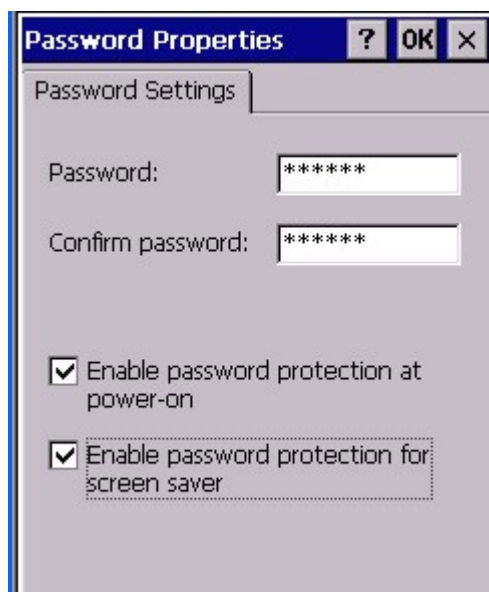 Password Properties ? OK ×
Password Settings
Password: ******
Confirm password: ******
Enable password protection at
power-on
Enable password protection for
screen saver